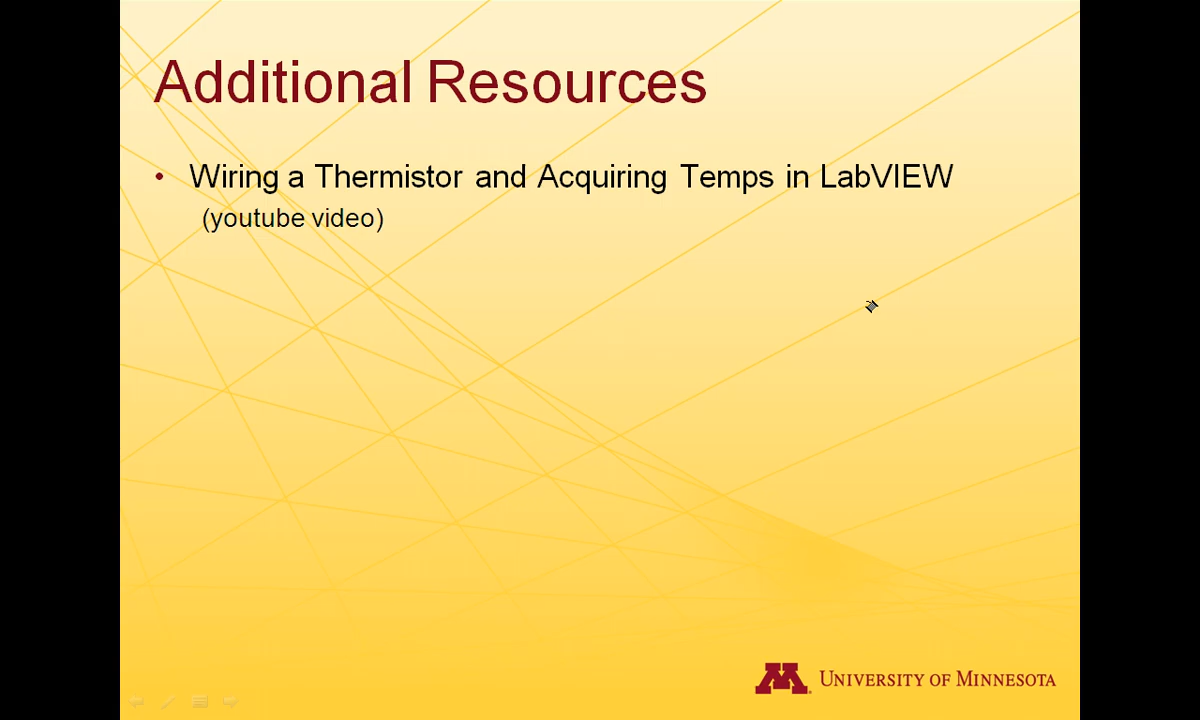 Additional Resources
• Wiring a Thermistor and Acquiring Temps in LabVIEW
(youtube video)
M
UNIVERSITY OF MINNESOTA